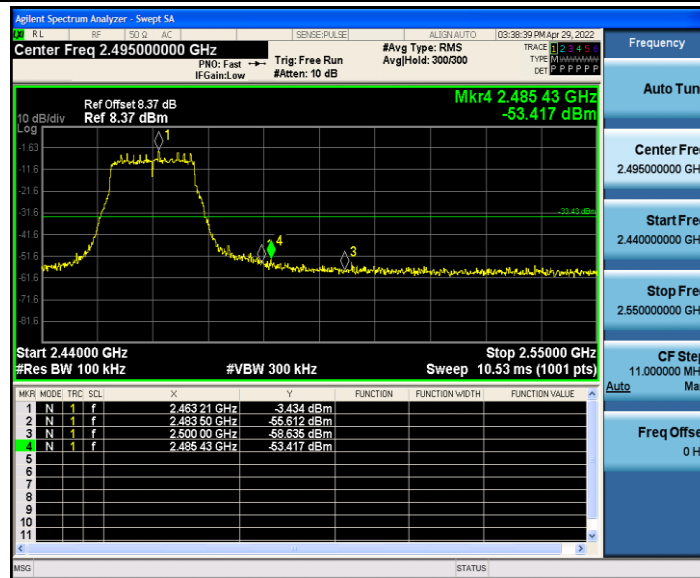 Agilent Spectrum Analyzer - Swept SA
LXI RL RF 50 Ω AC SENSE:PULSE ALIGN AUTO 03:38:39 PM Apr 29, 2022
Center Freq 2.495000000 GHz
PNO: Fast
IFGain:Low
Trig: Free Run
#Atten: 10 dB
#Avg Type: RMS
Avg|Hold: 300/300
TRACE 1 2 3 4 5 6
TYPE M
DET P P P P P P
Ref Offset 8.37 dB
10 dB/div Ref 8.37 dBm
Log
Mkr4 2.485 43 GHz
-53.417 dBm
-1.63
-11.6
-21.6
-31.6
-41.6
-51.6
-61.6
-71.6
-81.6
1
-33.43 dBm
4
3
Start 2.44000 GHz Stop 2.55000 GHz
#Res BW 100 kHz #VBW 300 kHz Sweep 10.53 ms (1001 pts)
MKR MODE TRC SCL X Y FUNCTION FUNCTION WIDTH FUNCTION VALUE
1 N 1 f 2.463 21 GHz -3.434 dBm
2 N 1 f 2.483 50 GHz -55.612 dBm
3 N 1 f 2.500 00 GHz -58.635 dBm
4 N 1 f 2.485 43 GHz -53.417 dBm
5
6
7
8
9
10
11
MSG STATUS
Frequency
Auto Tun
Center Fre
2.495000000 GH
Start Fre
2.440000000 GH
Stop Fre
2.550000000 GH
CF Step
11.000000 MH
Auto Ma
Freq Offse
0 H